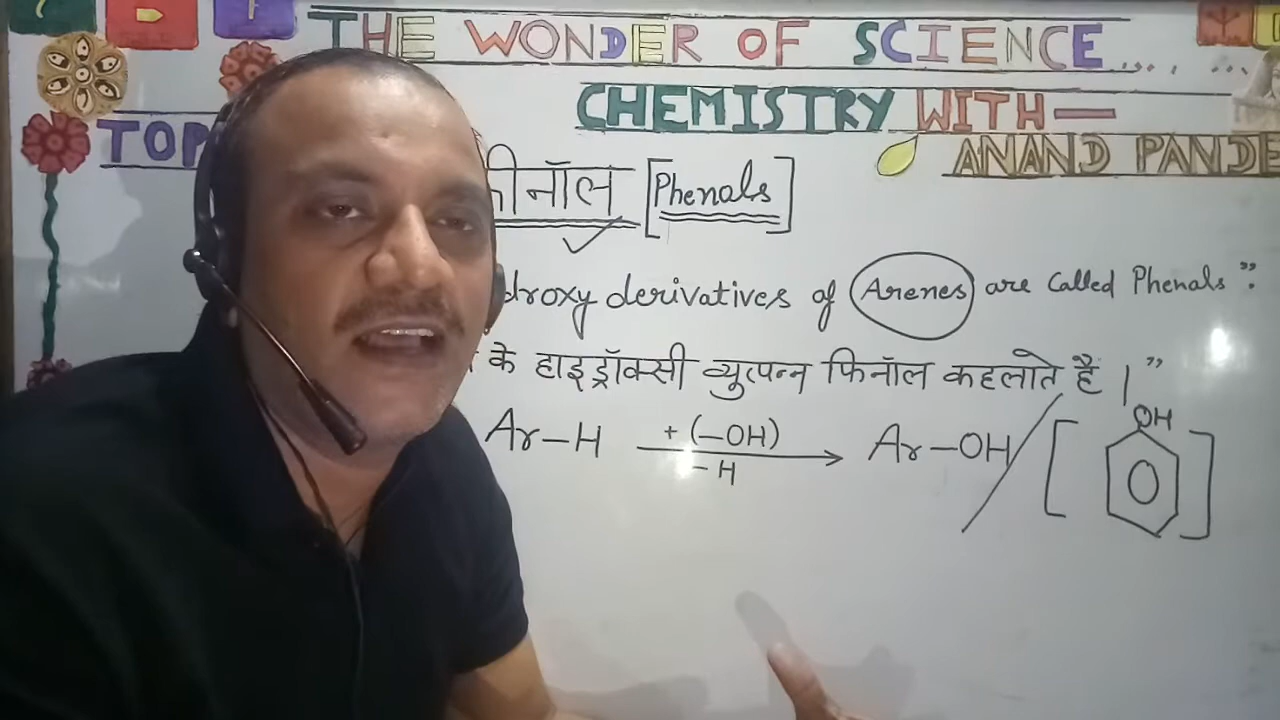 THE WONDER OF SCIENCE.... ...
CHEMISTRY WITH—
TOP
ANAND PANDE
[Phenals]
droxy derivatives of Arenes are Called Phenals”.
के हाइड्रॉक्सी व्युत्पन्न फिनॉल कहलाते हैं।”
Ar–H + (–OH) – H → Ar–OH / [ OH ]